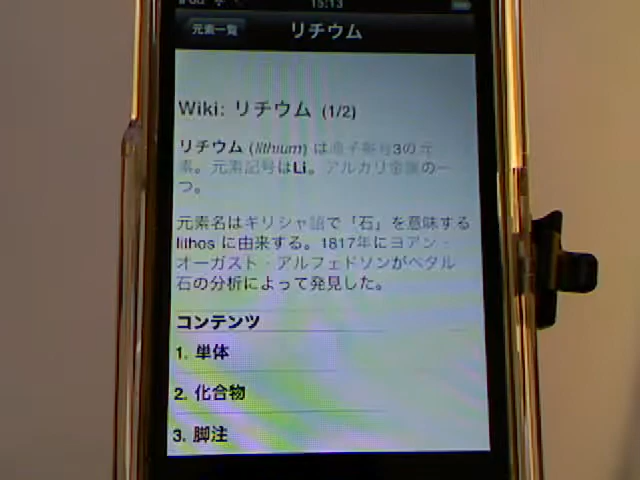 15:13
元素一覧
リチウム
Wiki: リチウム (1/2)
リチウム (lithium) は原子番号3の元
素。元素記号はLi。アルカリ金属の一
つ。
元素名はギリシャ語で「石」を意味する
lithos に由来する。1817年にヨアン・
オーガスト・アルフェドソンがペタル
石の分析によって発見した。
コンテンツ
1. 単体
2. 化合物
3. 脚注